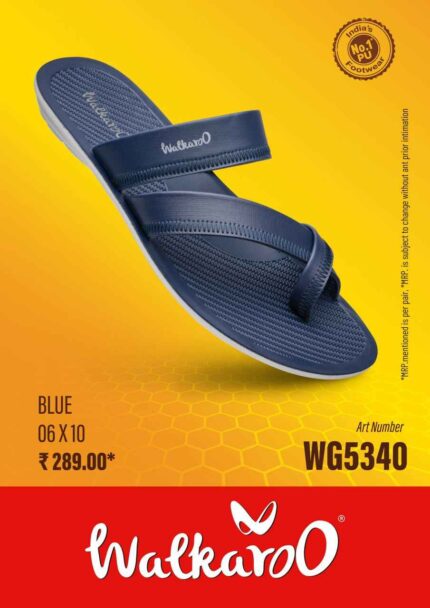 India's
No.1*
PU
Footwear
Walkaroo
Walkaroo
*MRP.mentioned is per pair, *MRP. is subject to change without ant prior intimation
BLUE
06 X 10
₹ 289.00*
Art Number
WG5340
Walkaroo®